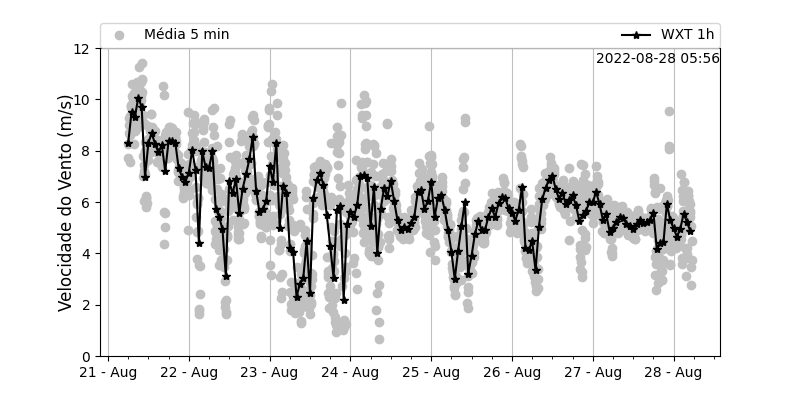 Média 5 min
WXT 1h
2022-08-28 05:56
Velocidade do Vento (m/s)
12
10
8
6
4
2
0
21 - Aug
22 - Aug
23 - Aug
24 - Aug
25 - Aug
26 - Aug
27 - Aug
28 - Aug